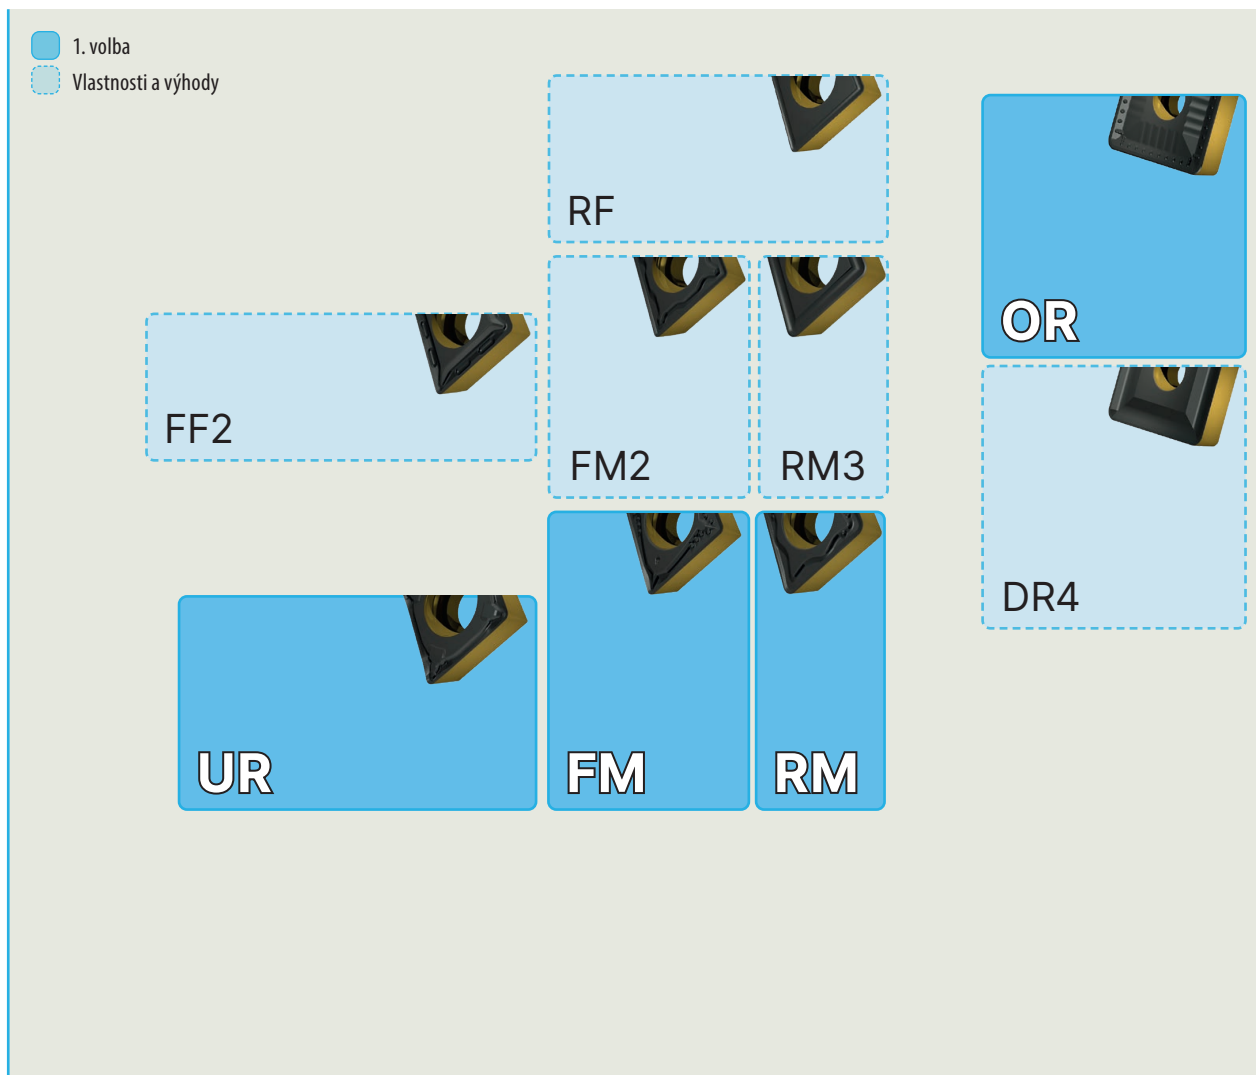 1. volba
Vlastnosti a výhody
RF
OR
FF2
FM2
RM3
DR4
UR
FM
RM